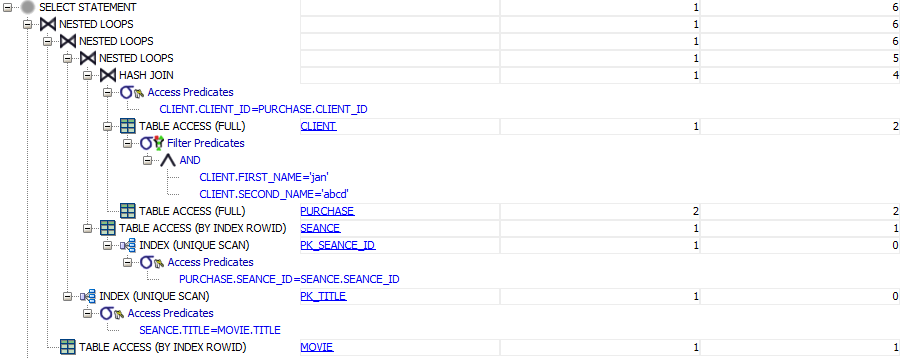 SELECT STATEMENT 1 6
NESTED LOOPS 1 6
NESTED LOOPS 1 6
NESTED LOOPS 1 5
HASH JOIN 1 4
Access Predicates
CLIENT.CLIENT_ID=PURCHASE.CLIENT_ID
TABLE ACCESS (FULL) CLIENT 1 2
Filter Predicates
AND
CLIENT.FIRST_NAME='jan'
CLIENT.SECOND_NAME='abcd'
TABLE ACCESS (FULL) PURCHASE 2 2
TABLE ACCESS (BY INDEX ROWID) SEANCE 1 1
INDEX (UNIQUE SCAN) PK_SEANCE_ID 1 0
Access Predicates
PURCHASE.SEANCE_ID=SEANCE.SEANCE_ID
INDEX (UNIQUE SCAN) PK_TITLE 1 0
Access Predicates
SEANCE.TITLE=MOVIE.TITLE
TABLE ACCESS (BY INDEX ROWID) MOVIE 1 1